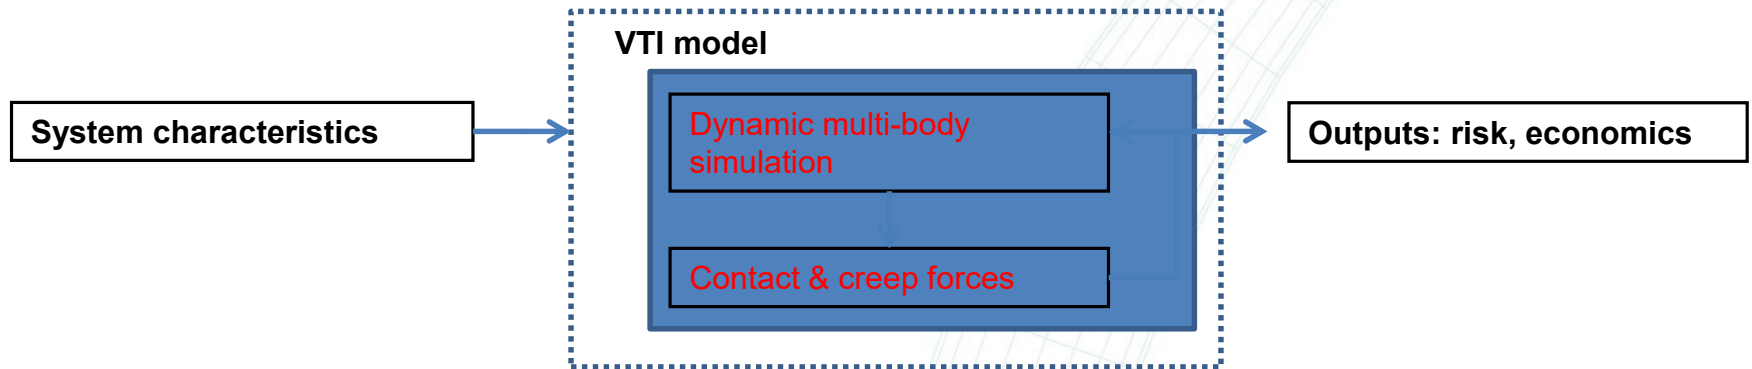 VTI model
System characteristics
Dynamic multi-body
simulation
Contact & creep forces
Outputs: risk, economics